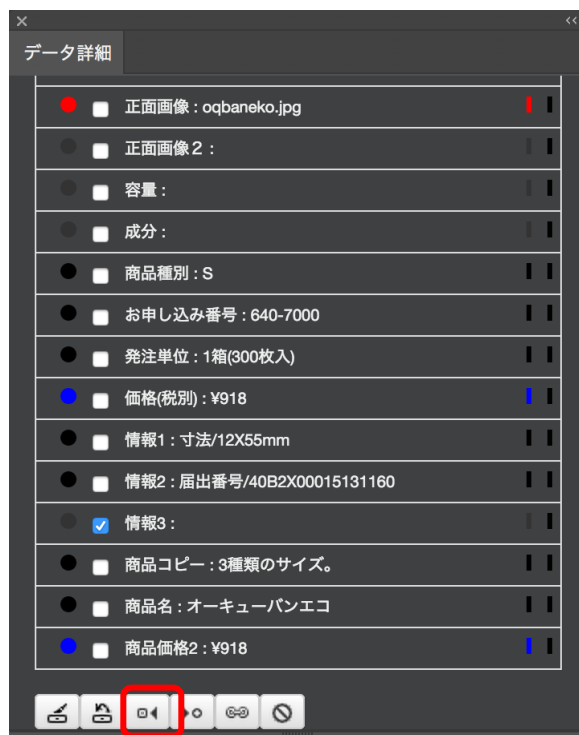 データ詳細
正面画像 : oqbaneko.jpg
正面画像２ :
容量 :
成分 :
商品種別 : S
お申し込み番号 : 640-7000
発注単位 : 1箱(300枚入)
価格(税別) : ¥918
情報1 : 寸法/12X55mm
情報2 : 届出番号/40B2X00015131160
情報3 :
商品コピー : 3種類のサイズ。
商品名 : オーキューバンエコ
商品価格2 : ¥918